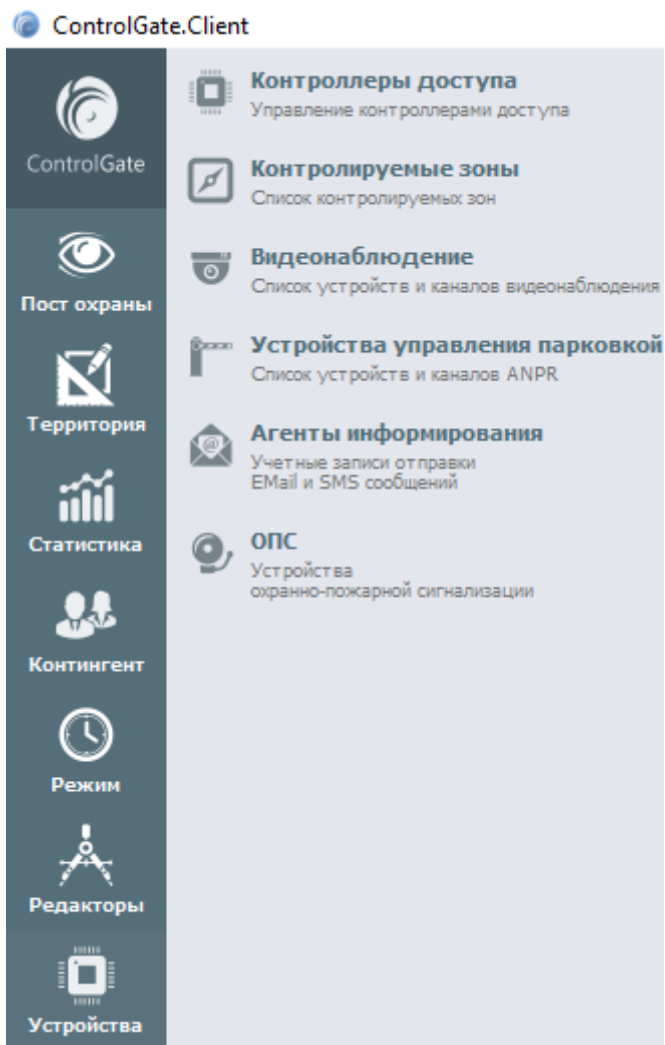 ControlGate.Client
ControlGate
Пост охраны
Территория
Статистика
Контингент
Режим
Редакторы
Устройства
Контроллеры доступа
Управление контроллерами доступа
Контролируемые зоны
Список контролируемых зон
Видеонаблюдение
Список устройств и каналов видеонаблюдения
Устройства управления парковкой
Список устройств и каналов ANPR
Агенты информирования
Учетные записи отправки
EMail и SMS сообщений
ОПС
Устройства
охранно-пожарной сигнализации